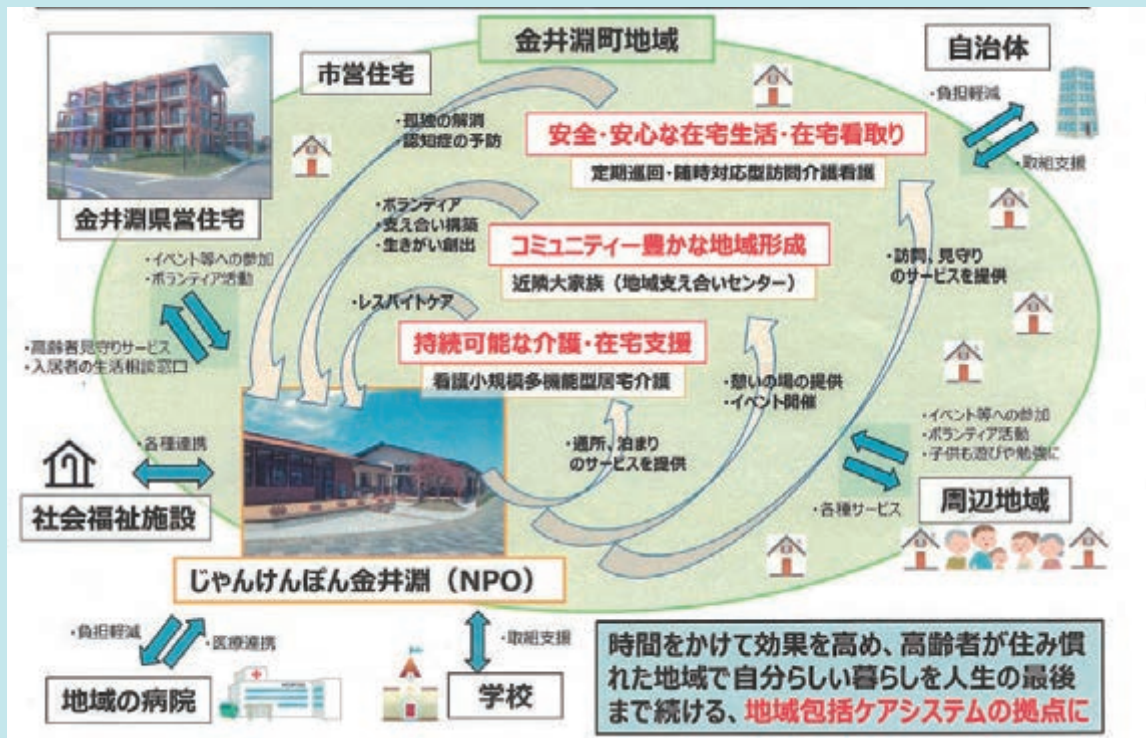 金井淵町地域
自治体
市営住宅
・負担軽減
・取組支援
・孤独の解消
認知症の予防
安全・安心な在宅生活・在宅看取り
定期巡回・随時対応型訪問介護看護
金井淵県営住宅
・ボランティア
・支え合い構築
・生きがい創出
コミュニティー豊かな地域形成
近隣大家族（地域支え合いセンター）
・訪問、見守り
のサービスを提供
・イベント等への参加
・ボランティア活動
・レスパイトケア
持続可能な介護・在宅支援
看護小規模多機能型居宅介護
・高齢者見守りサービス
・入居者の生活相談窓口
・憩いの場の提供
・イベント開催
・イベント等への参加
・ボランティア活動
・子供も遊びや勉強に
・各種連携
・通所、泊まり
のサービスを提供
社会福祉施設
・各種サービス
周辺地域
じゃんけんぽん金井淵（NPO）
・負担軽減
・医療連携
・取組支援
地域の病院
HOSPITAL
学校
時間をかけて効果を高め、高齢者が住み慣
れた地域で自分らしい暮らしを人生の最後
まで続ける、地域包括ケアシステムの拠点に